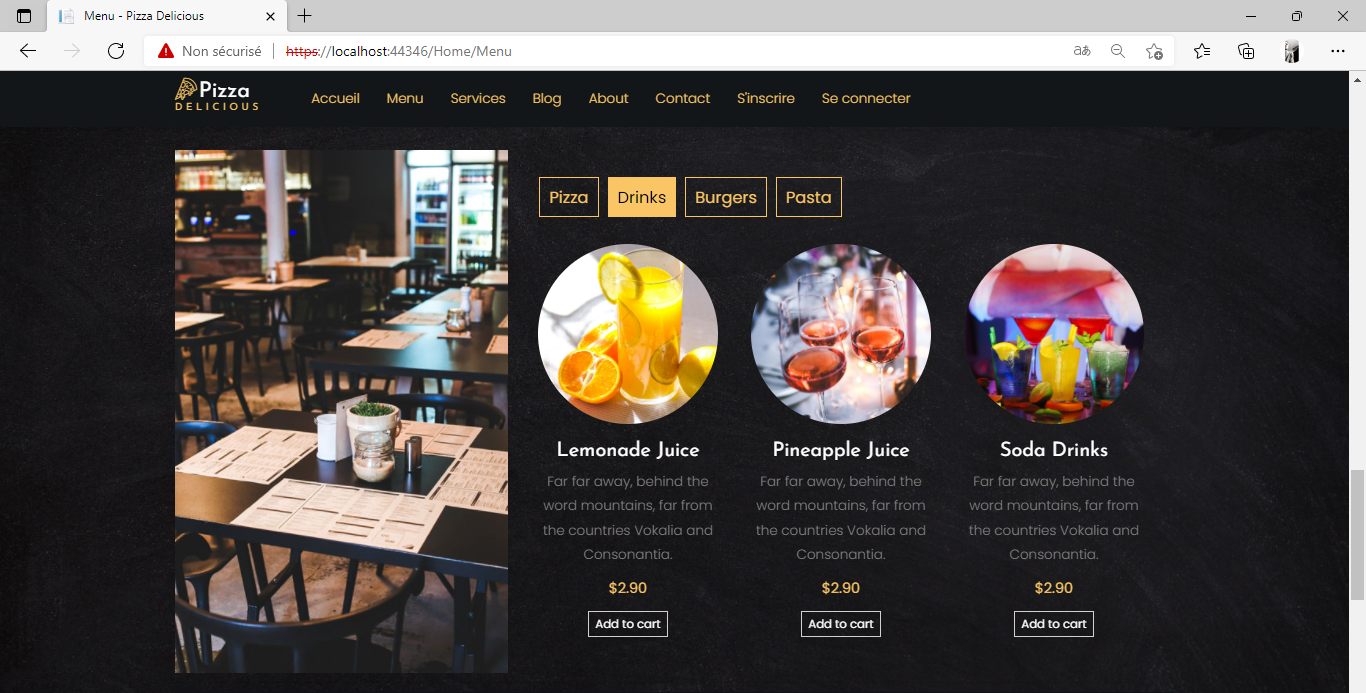 Menu - Pizza Delicious
Non sécurisé https://localhost:44346/Home/Menu
Pizza
DELICIOUS
Accueil Menu Services Blog About Contact S'inscrire Se connecter
Pizza Drinks Burgers Pasta
Lemonade Juice
Far far away, behind the
word mountains, far from
the countries Vokalia and
Consonantia.
$2.90
Add to cart
Pineapple Juice
Far far away, behind the
word mountains, far from
the countries Vokalia and
Consonantia.
$2.90
Add to cart
Soda Drinks
Far far away, behind the
word mountains, far from
the countries Vokalia and
Consonantia.
$2.90
Add to cart